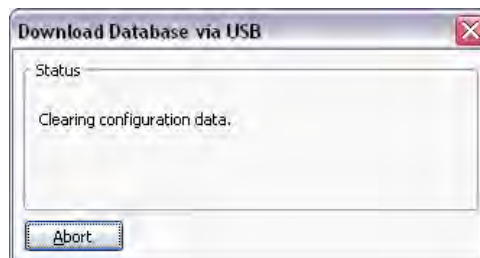 Download Database via USB
Status
Clearing configuration data.
Abort